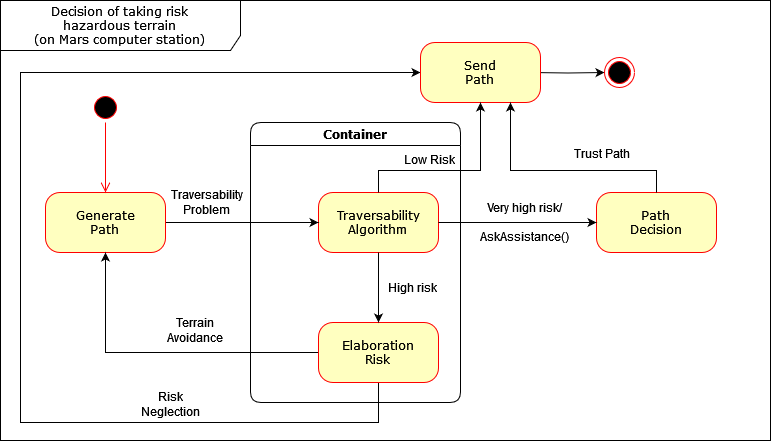 Decision of taking risk
hazardous terrain
(on Mars computer station)
Send
Path
Container
Low Risk
Trust Path
Traversability
Problem
Generate
Path
Traversability
Algorithm
Very high risk/
AskAssistance()
Path
Decision
High risk
Terrain
Avoidance
Elaboration
Risk
Risk
Neglection